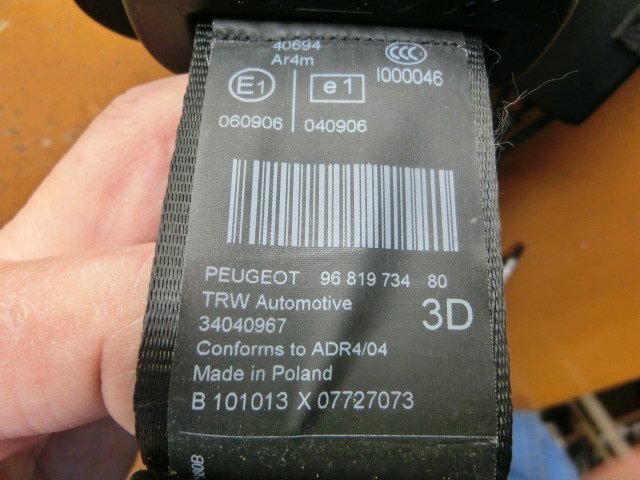 40694
Ar4m
CCC
I000046
E1
e1
060906
040906
PEUGEOT 96 819 734 80
TRW Automotive
3D
34040967
Conforms to ADR4/04
Made in Poland
B 101013 X 07727073